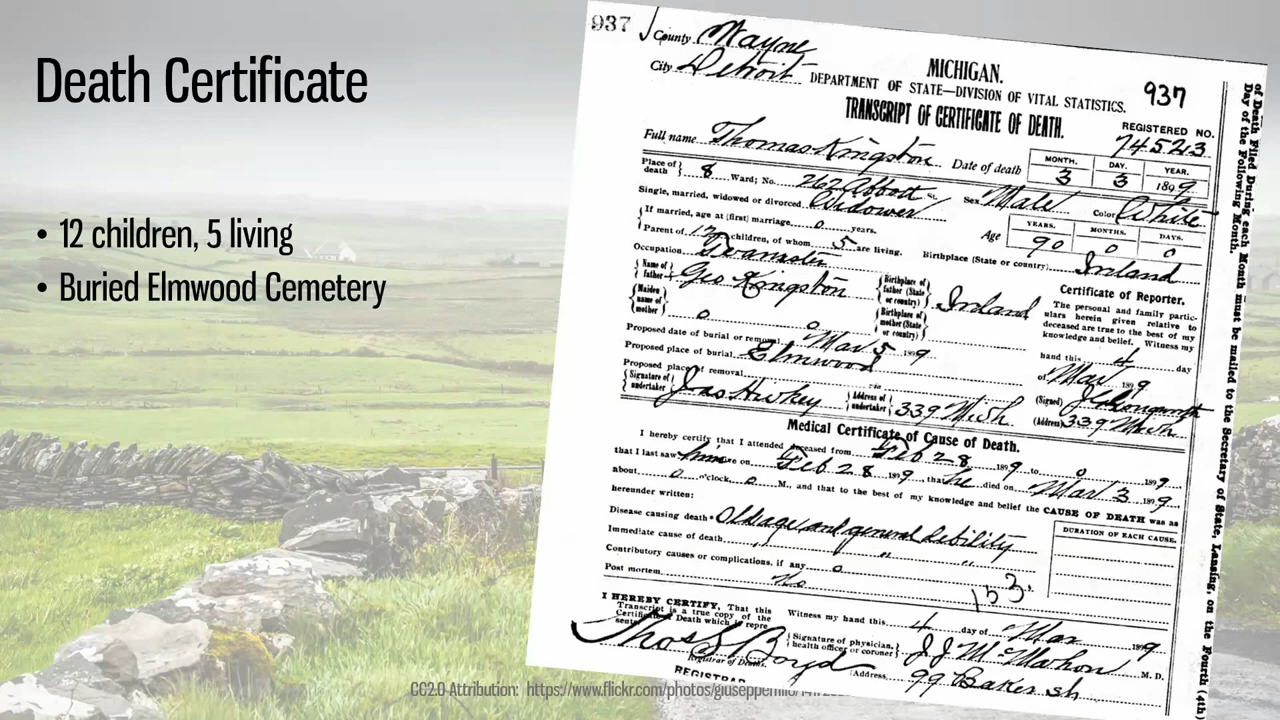 Death Certificate
• 12 children, 5 living
• Buried Elmwood Cemetery
937
County Wayne
City Detroit
MICHIGAN.
DEPARTMENT OF STATE—DIVISION OF VITAL STATISTICS.
937
TRANSCRIPT OF CERTIFICATE OF DEATH.
REGISTERED NO.
74523
Full name Thomas Kingston Date of death MONTH. DAY. YEAR.
3 3 1899
Place of death 8 Ward; No. 262 Abbott St. Sex Male Color White
Single, married, widowed or divorced Widower
If married, age at (first) marriage 0 years.
Age YEARS. MONTHS. DAYS.
90 0 0
Parent of 12 children, of whom 5 are living. Birthplace (State or country) Ireland
Occupation Teamster
Name of father Geo Kingston Birthplace of father (State or country) Ireland
Maiden name of mother 0 0 Birthplace of mother (State or country)
Certificate of Reporter.
The personal and family partic-
ulars herein given relative to
deceased are true to the best of my
knowledge and belief. Witness my
hand this 4 day
of Mar 1899
(Signed)
(Address) 339 Mich
Proposed date of burial or removal Mar 5 1899
Proposed place of burial Elmwood
Proposed place of removal
Signature of undertaker Jas Hickey Address of undertaker 339 Mich
Medical Certificate of Cause of Death.
I hereby certify that I attended deceased from Feb 28 1899, to 0 1899
that I last saw him alive on Feb 28 1899, that he died on Mar 3 1899
about 0 o'clock 0 M., and that to the best of my knowledge and belief the CAUSE OF DEATH was as
hereunder written:
Disease causing death Old age and general debility
Immediate cause of death " " "
Contributory causes or complications, if any 0
Post mortem No
DURATION OF EACH CAUSE.
153
I HEREBY CERTIFY, That this
Transcript is a true copy of the
Certificate of Death which it repre
sents
Thos S Boyd
Registrar of Deaths
REGISTRAR
Witness my hand this 4 day of Mar 1899
Signature of physician, health officer or coroner J J McMahon M. D.
Address, 99 Baker St
of Death Filed During each Month must be mailed to the Secretary of State, Lansing, on the Fourth (4th)
Day of the Following Month.
CC2.0 Attribution: https://www.flickr.com/photos/giuseppemilo/